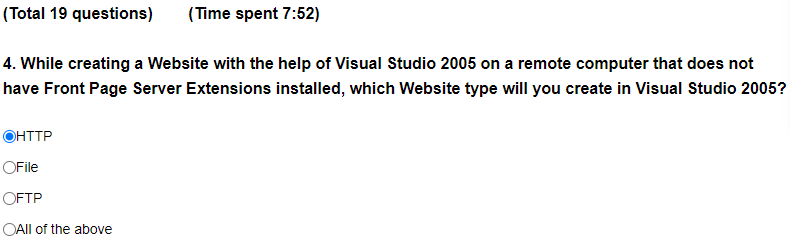 (Total 19 questions) (Time spent 7:52)
4. While creating a Website with the help of Visual Studio 2005 on a remote computer that does not
have Front Page Server Extensions installed, which Website type will you create in Visual Studio 2005?
HTTP
File
FTP
All of the above